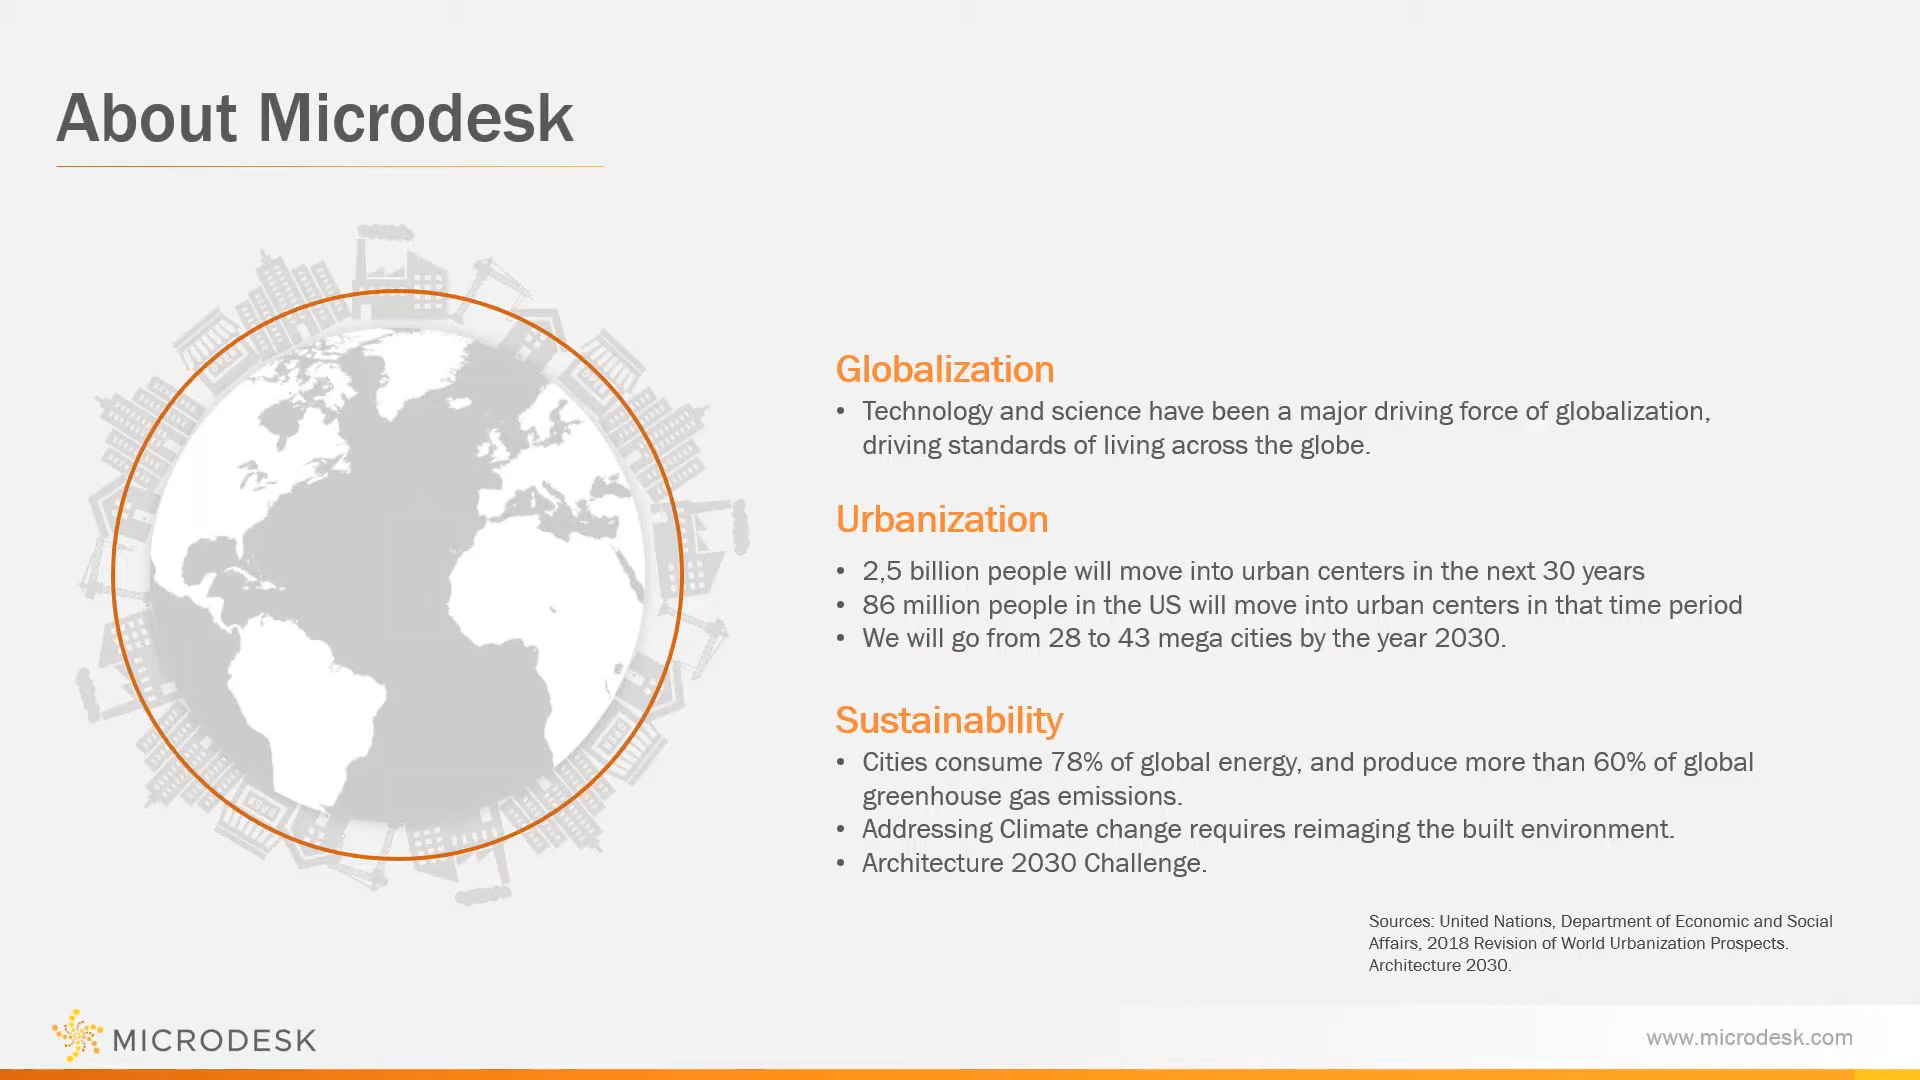 About Microdesk
Globalization
• Technology and science have been a major driving force of globalization,
driving standards of living across the globe.
Urbanization
• 2,5 billion people will move into urban centers in the next 30 years
• 86 million people in the US will move into urban centers in that time period
• We will go from 28 to 43 mega cities by the year 2030.
Sustainability
• Cities consume 78% of global energy, and produce more than 60% of global
greenhouse gas emissions.
• Addressing Climate change requires reimaging the built environment.
• Architecture 2030 Challenge.
Sources: United Nations, Department of Economic and Social
Affairs, 2018 Revision of World Urbanization Prospects.
Architecture 2030.
MICRODESK
www.microdesk.com